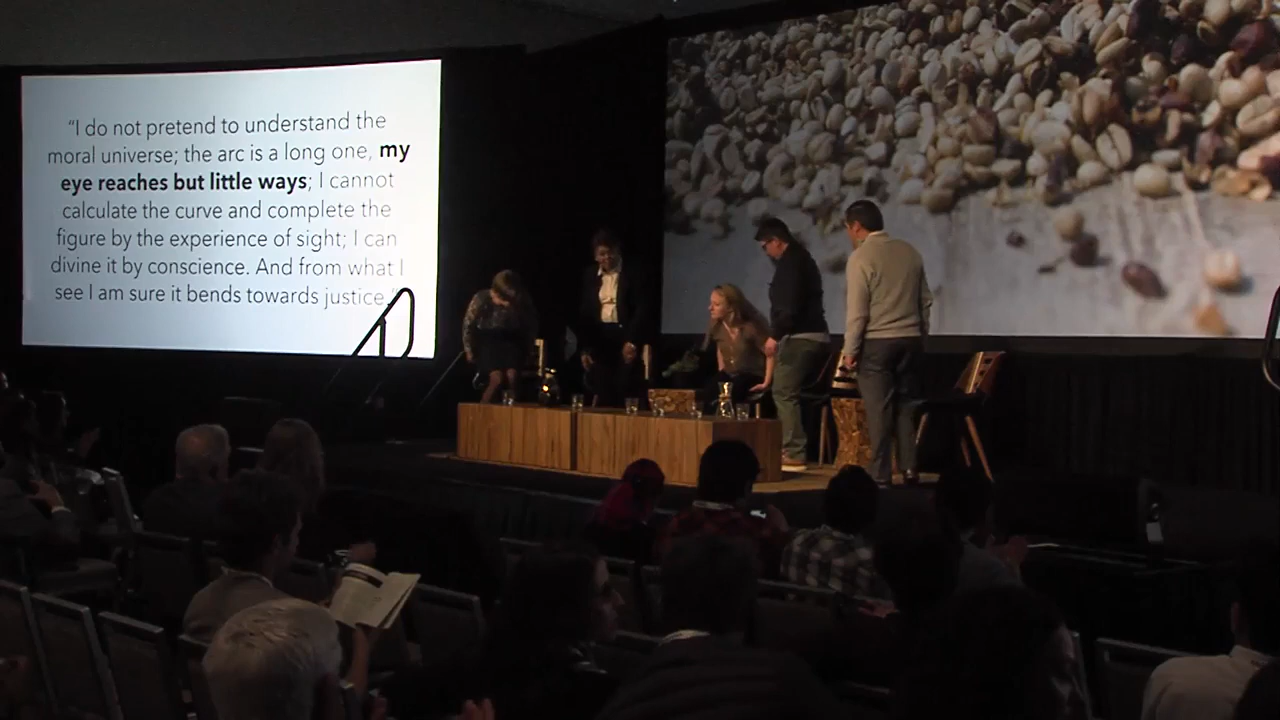 “I do not pretend to understand the
moral universe; the arc is a long one, my
eye reaches but little ways; I cannot
calculate the curve and complete the
figure by the experience of sight; I can
divine it by conscience. And from what I
see I am sure it bends towards justice.”